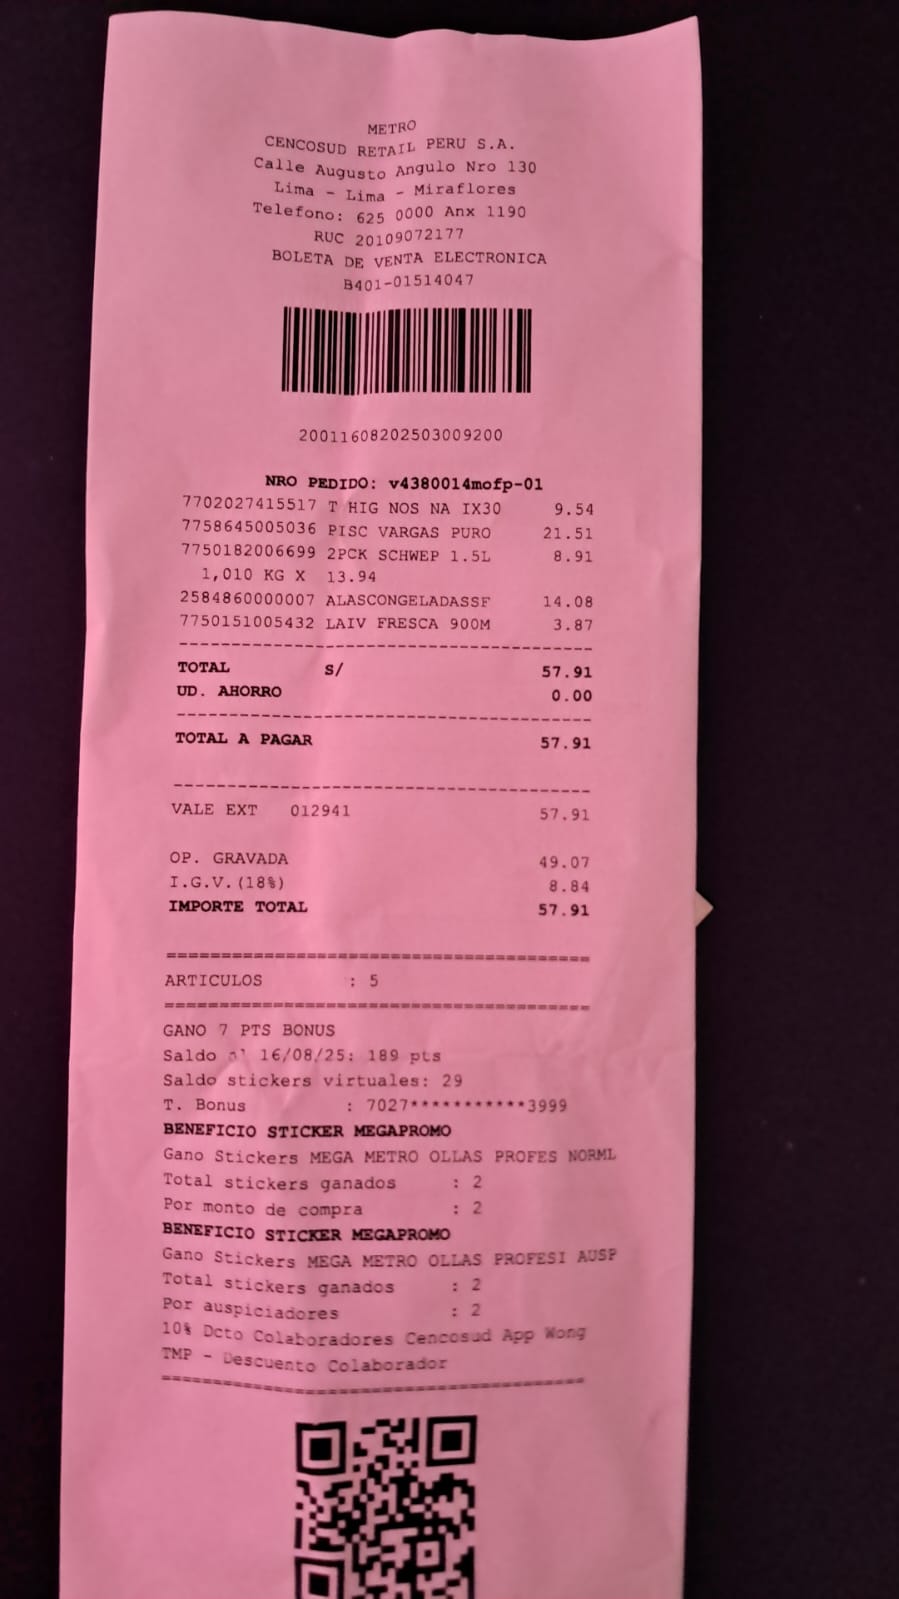 METRO
CENCOSUD RETAIL PERU S.A.
Calle Augusto Angulo Nro 130
Lima - Lima - Miraflores
Telefono: 625 0000 Anx 1190
RUC 20109072177
BOLETA DE VENTA ELECTRONICA
B401-01514047
20011608202503009200
NRO PEDIDO: v4380014mofp-01
7702027415517 T HIG NOS NA IX30 9.54
7758645005036 PISC VARGAS PURO 21.51
7750182006699 2PCK SCHWEP 1.5L 8.91
1,010 KG X 13.94
2584860000007 ALASCONGELADASSF 14.08
7750151005432 LAIV FRESCA 900M 3.87
----------------------------------------
TOTAL S/ 57.91
UD. AHORRO 0.00
----------------------------------------
TOTAL A PAGAR 57.91
----------------------------------------
VALE EXT 012941 57.91
OP. GRAVADA 49.07
I.G.V.(18%) 8.84
IMPORTE TOTAL 57.91
========================================
ARTICULOS : 5
========================================
GANO 7 PTS BONUS
Saldo 16/08/25: 189 pts
Saldo stickers virtuales: 29
T. Bonus : 7027***********3999
BENEFICIO STICKER MEGAPROMO
Gano Stickers MEGA METRO OLLAS PROFES NORML
Total stickers ganados : 2
Por monto de compra : 2
BENEFICIO STICKER MEGAPROMO
Gano Stickers MEGA METRO OLLAS PROFESI AUSP
Total stickers ganados : 2
Por auspiciadores : 2
10% Dcto Colaboradores Cencosud App Wong
TMP - Descuento Colaborador
========================================